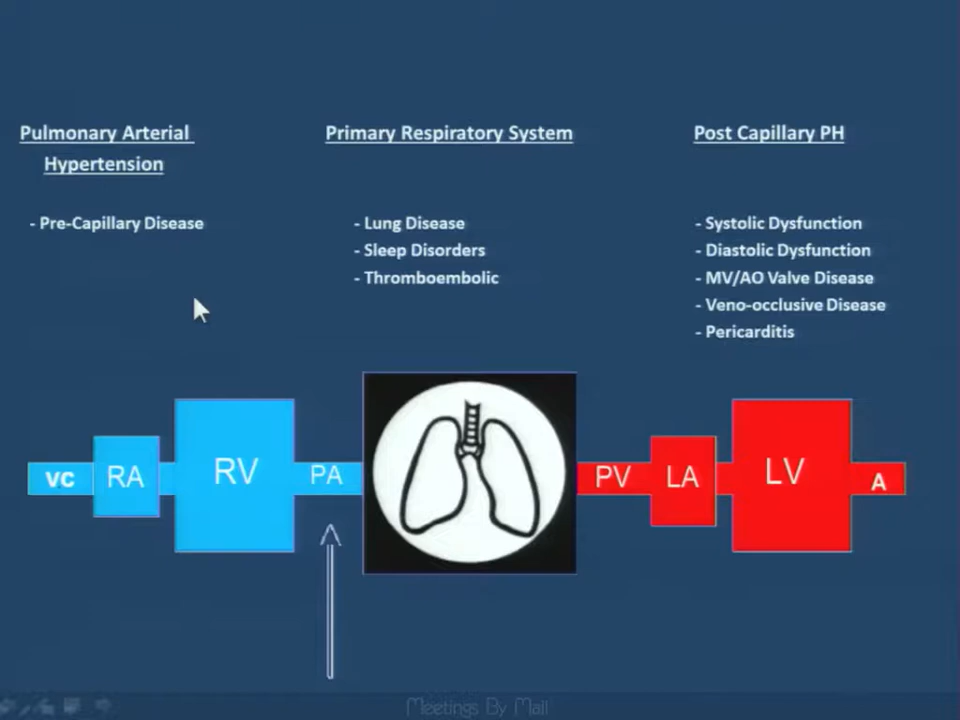 Pulmonary Arterial
Hypertension
- Pre-Capillary Disease
Primary Respiratory System
- Lung Disease
- Sleep Disorders
- Thromboembolic
Post Capillary PH
- Systolic Dysfunction
- Diastolic Dysfunction
- MV/AO Valve Disease
- Veno-occlusive Disease
- Pericarditis
vc RA RV PA PV LA LV A
Meetings By Mail